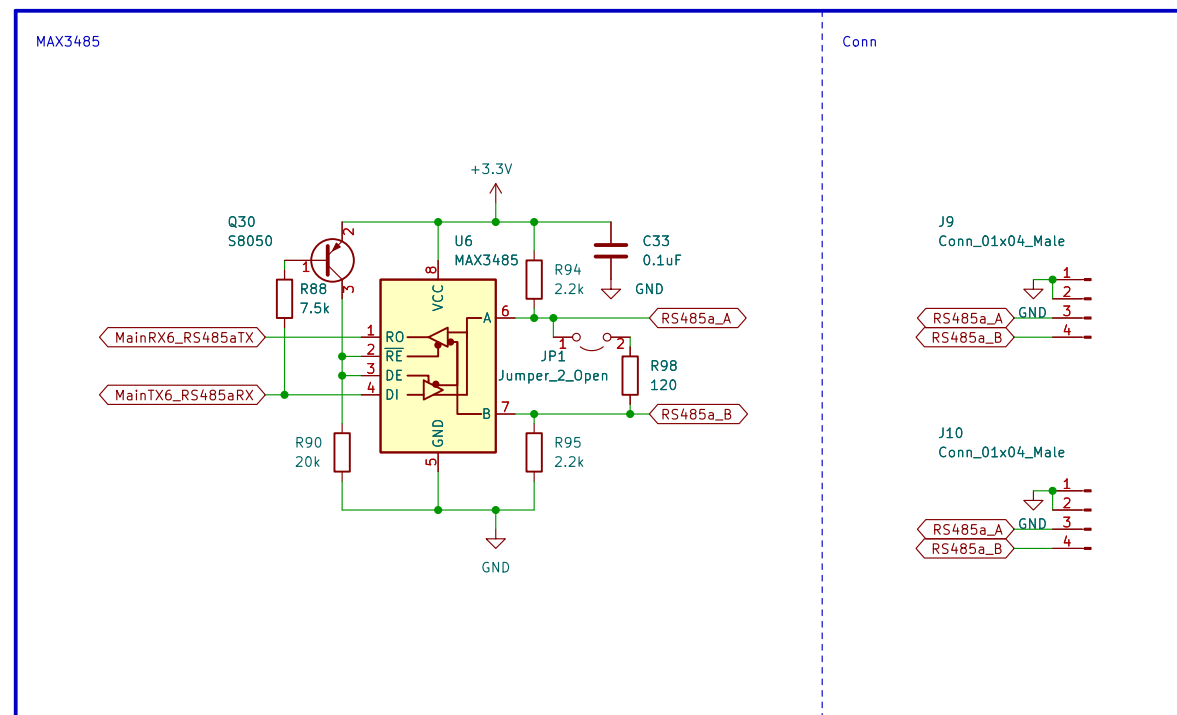 MAX3485
Conn
+3.3V
Q30
S8050
2
1
3
R88
7.5k
U6
MAX3485
8
VCC
R94
2.2k
C33
0.1uF
GND
MainRX6_RS485aTX
1
RO
2
RE
3
DE
MainTX6_RS485aRX
4
DI
A
6
RS485a_A
1
2
JP1
Jumper_2_Open
R98
120
B
7
RS485a_B
GND
5
R90
20k
R95
2.2k
GND
J9
Conn_01x04_Male
1
2
GND
RS485a_A
3
RS485a_B
4
J10
Conn_01x04_Male
1
2
GND
RS485a_A
3
RS485a_B
4